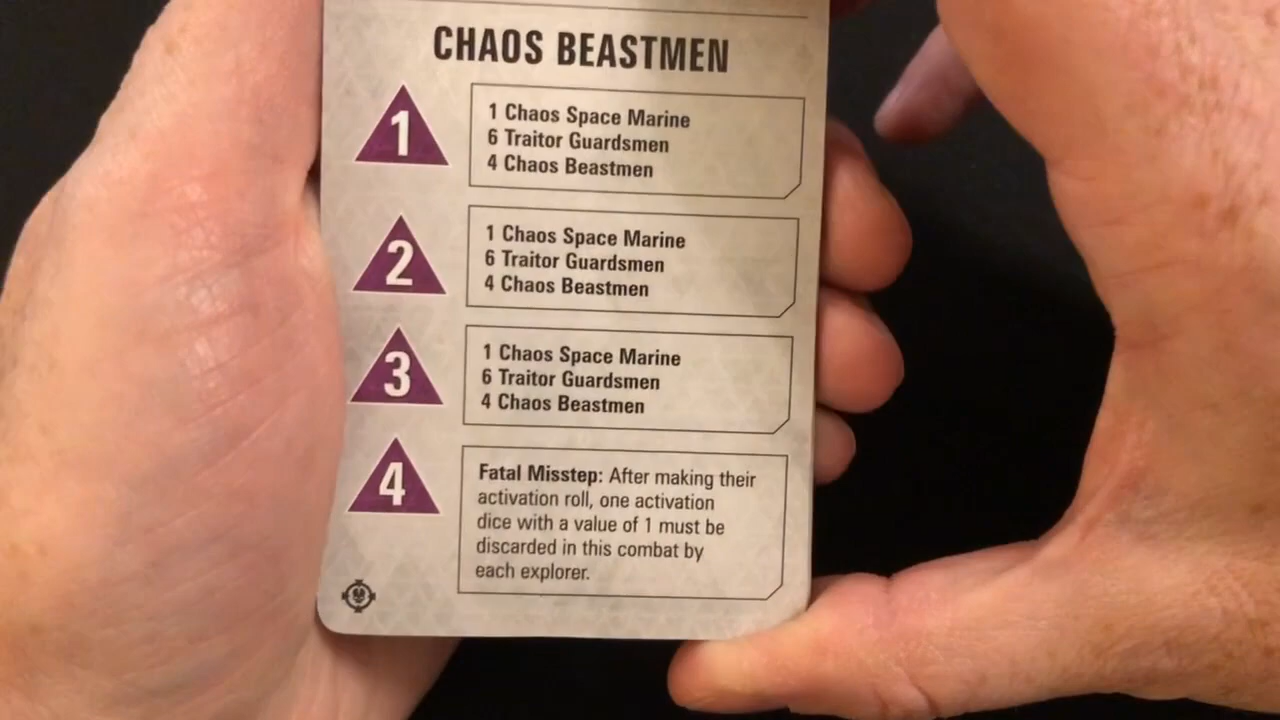 CHAOS BEASTMEN
1
1 Chaos Space Marine
6 Traitor Guardsmen
4 Chaos Beastmen
2
1 Chaos Space Marine
6 Traitor Guardsmen
4 Chaos Beastmen
3
1 Chaos Space Marine
6 Traitor Guardsmen
4 Chaos Beastmen
4
Fatal Misstep: After making their
activation roll, one activation
dice with a value of 1 must be
discarded in this combat by
each explorer.